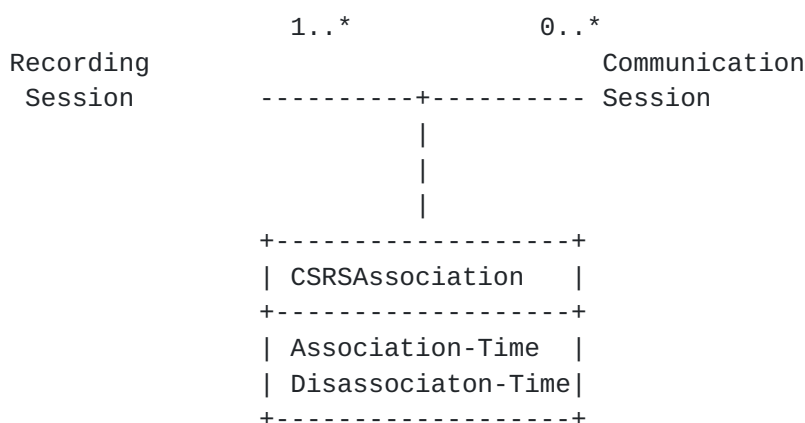 1..* 0..*
Recording Communication
Session ----------+---------- Session
|
|
|
+-------------------+
| CSRSAssociation |
+-------------------+
| Association-Time |
| Disassociaton-Time|
+-------------------+